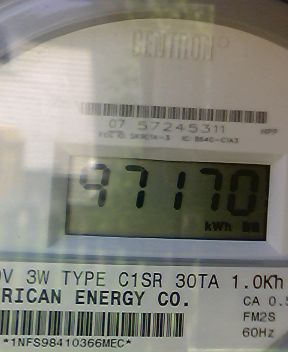 CENTRON
07 57245311
97170
kWh
V 3W TYPE C1SR 30TA 1.0Kh
RICAN ENERGY CO.
CA 0.5
FM2S
60Hz
*1NFS98410366MEC*